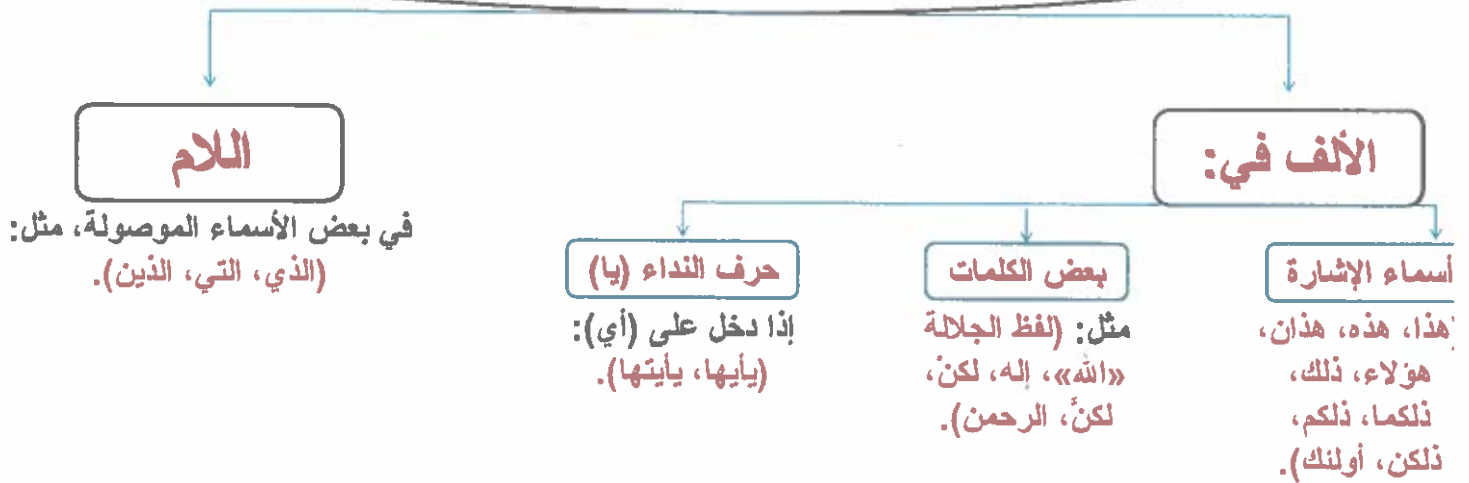 الألف في:
أسماء الإشارة
(هذا، هذه، هذان،
هؤلاء، ذلك،
ذلكما، ذلكم،
ذلكن، أولئك).
بعض الكلمات
مثل: (لفظ الجلالة
«الله»، إله، لكنْ،
لكنَّ، الرحمن).
حرف النداء (يا)
إذا دخل على (أي):
(يأيها، يأيتها).
اللام
في بعض الأسماء الموصولة، مثل:
(الذي، التي، الذين).